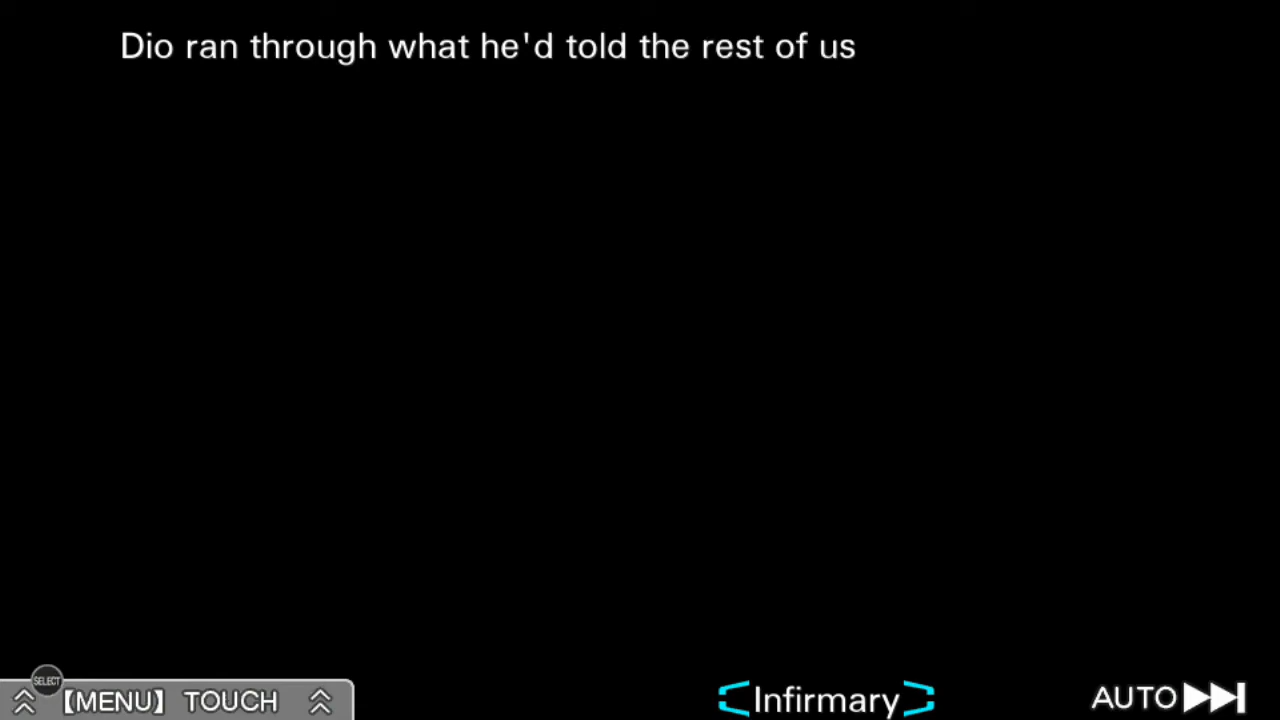 Dio ran through what he'd told the rest of us
SELECT
【MENU】 TOUCH
Infirmary
AUTO